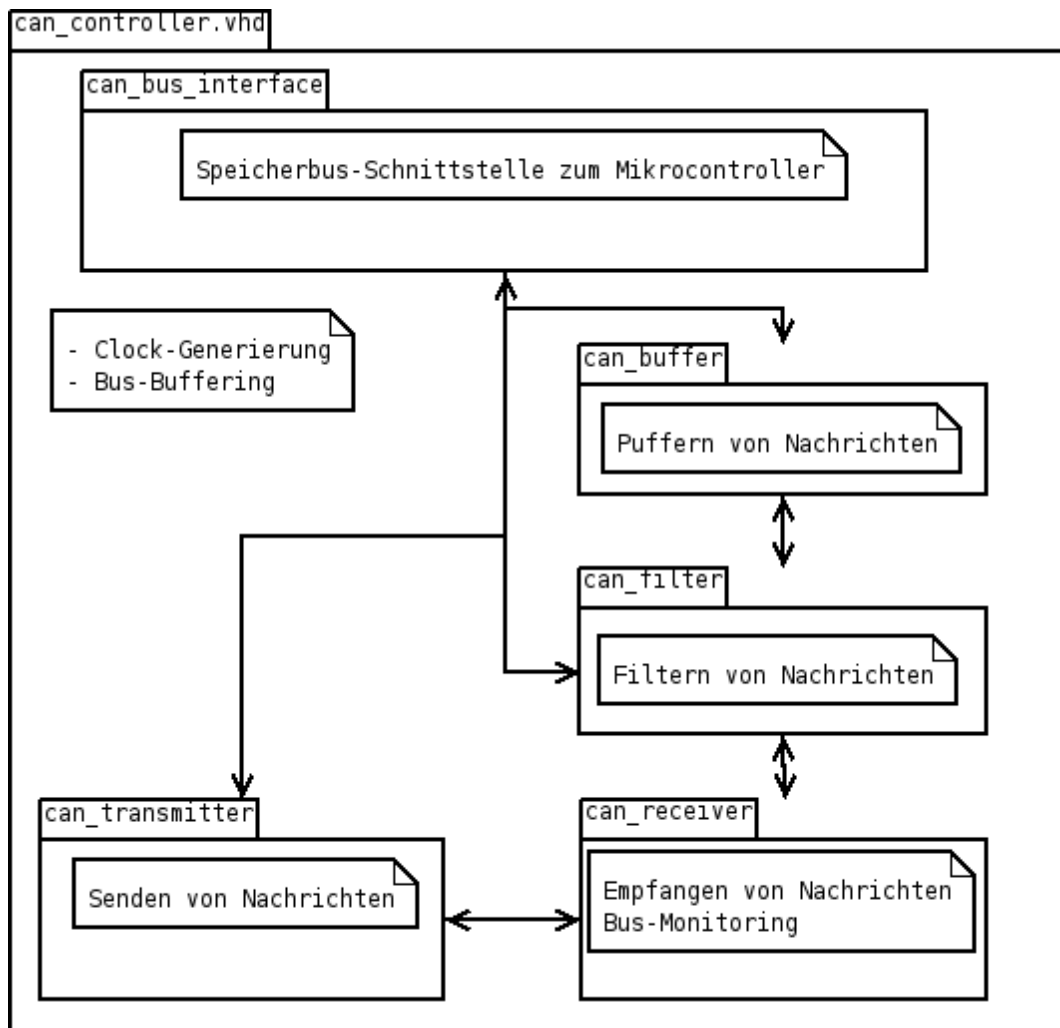 can_controller.vhd
can_bus_interface
Speicherbus-Schnittstelle zum Mikrocontroller
- Clock-Generierung
- Bus-Buffering
can_buffer
Puffern von Nachrichten
can_filter
Filtern von Nachrichten
can_transmitter
Senden von Nachrichten
can_receiver
Empfangen von Nachrichten
Bus-Monitoring